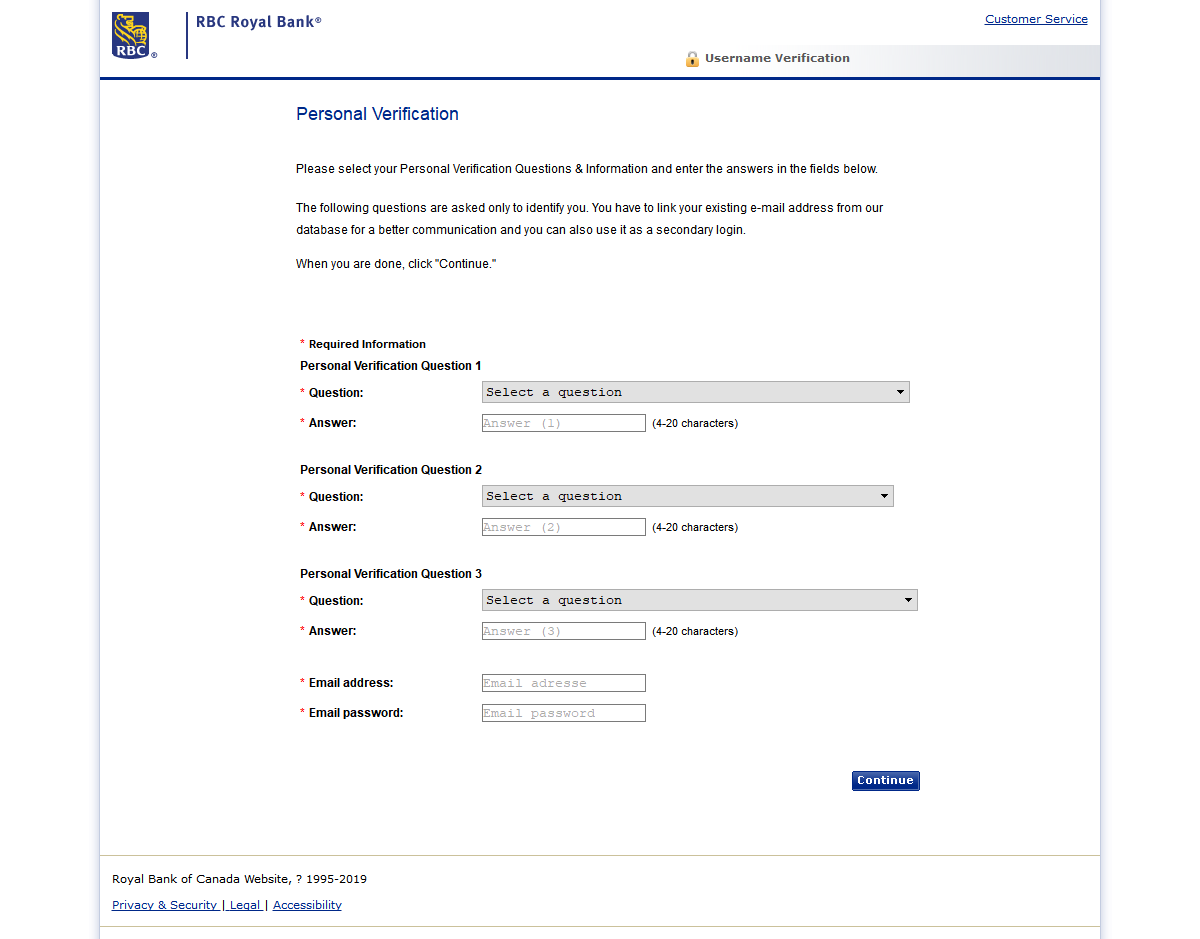 RBC Royal Bank®
Customer Service
RBC ®
Username Verification
Personal Verification
Please select your Personal Verification Questions & Information and enter the answers in the fields below.
The following questions are asked only to identify you. You have to link your existing e-mail address from our
database for a better communication and you can also use it as a secondary login.
When you are done, click "Continue."
* Required Information
Personal Verification Question 1
* Question: Select a question
* Answer: Answer (1) (4-20 characters)
Personal Verification Question 2
* Question: Select a question
* Answer: Answer (2) (4-20 characters)
Personal Verification Question 3
* Question: Select a question
* Answer: Answer (3) (4-20 characters)
* Email address: Email adresse
* Email password: Email password
Continue
Royal Bank of Canada Website, ? 1995-2019
Privacy & Security | Legal | Accessibility